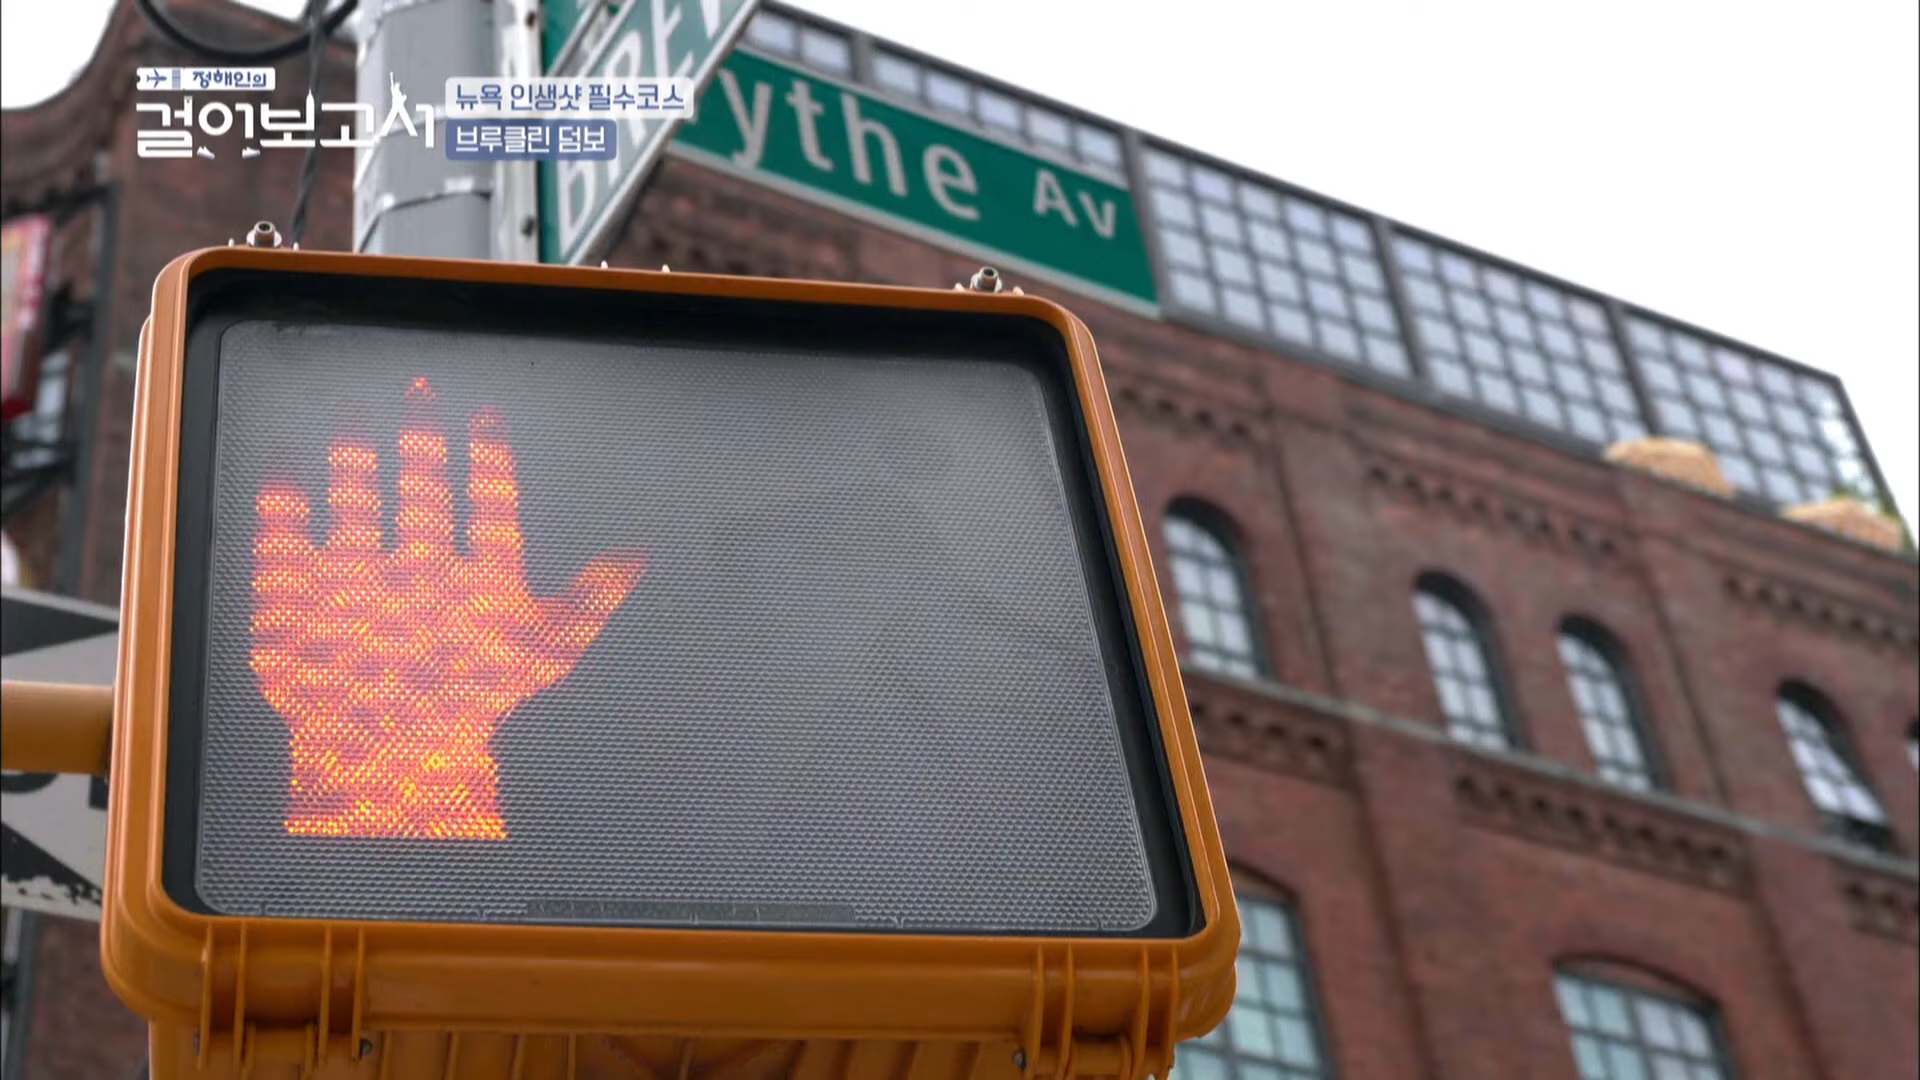 정해인의
걸어보고서
뉴욕 인생샷 필수코스
브루클린 덤보
ythe Av